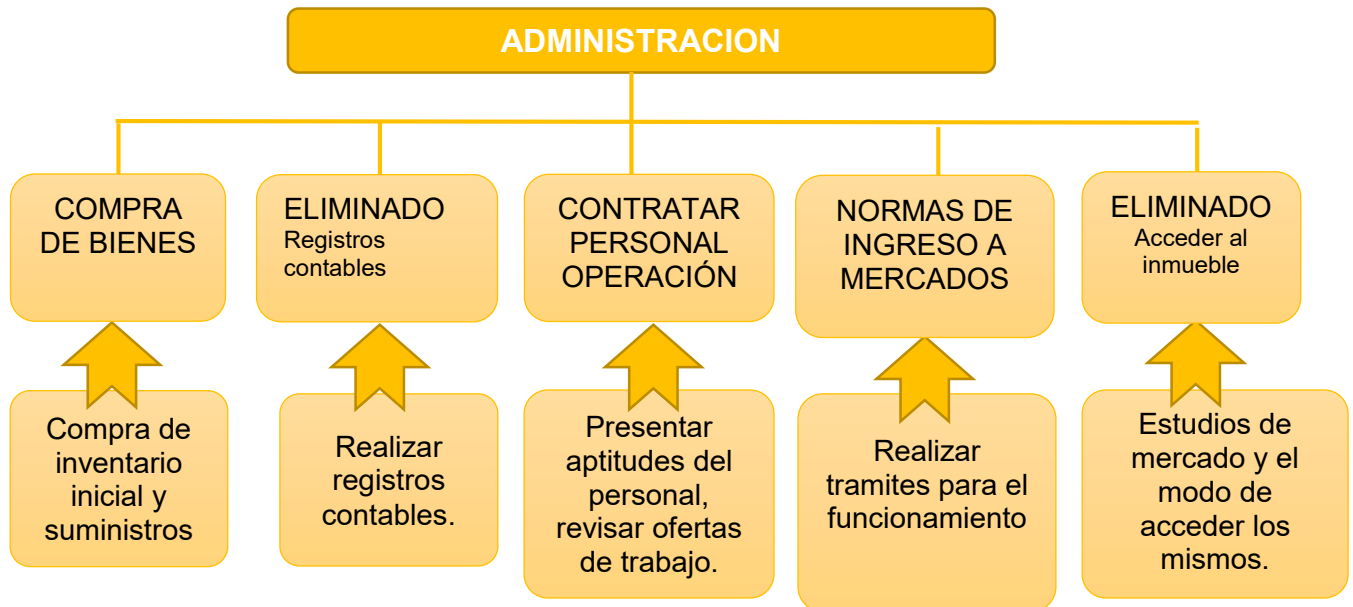 ADMINISTRACION
COMPRA
DE BIENES
ELIMINADO
Registros
contables
CONTRATAR
PERSONAL
OPERACIÓN
NORMAS DE
INGRESO A
MERCADOS
ELIMINADO
Acceder al
inmueble
Compra de
inventario
inicial y
suministros
Realizar
registros
contables.
Presentar
aptitudes del
personal,
revisar ofertas
de trabajo.
Realizar
tramites para el
funcionamiento
Estudios de
mercado y el
modo de
acceder los
mismos.